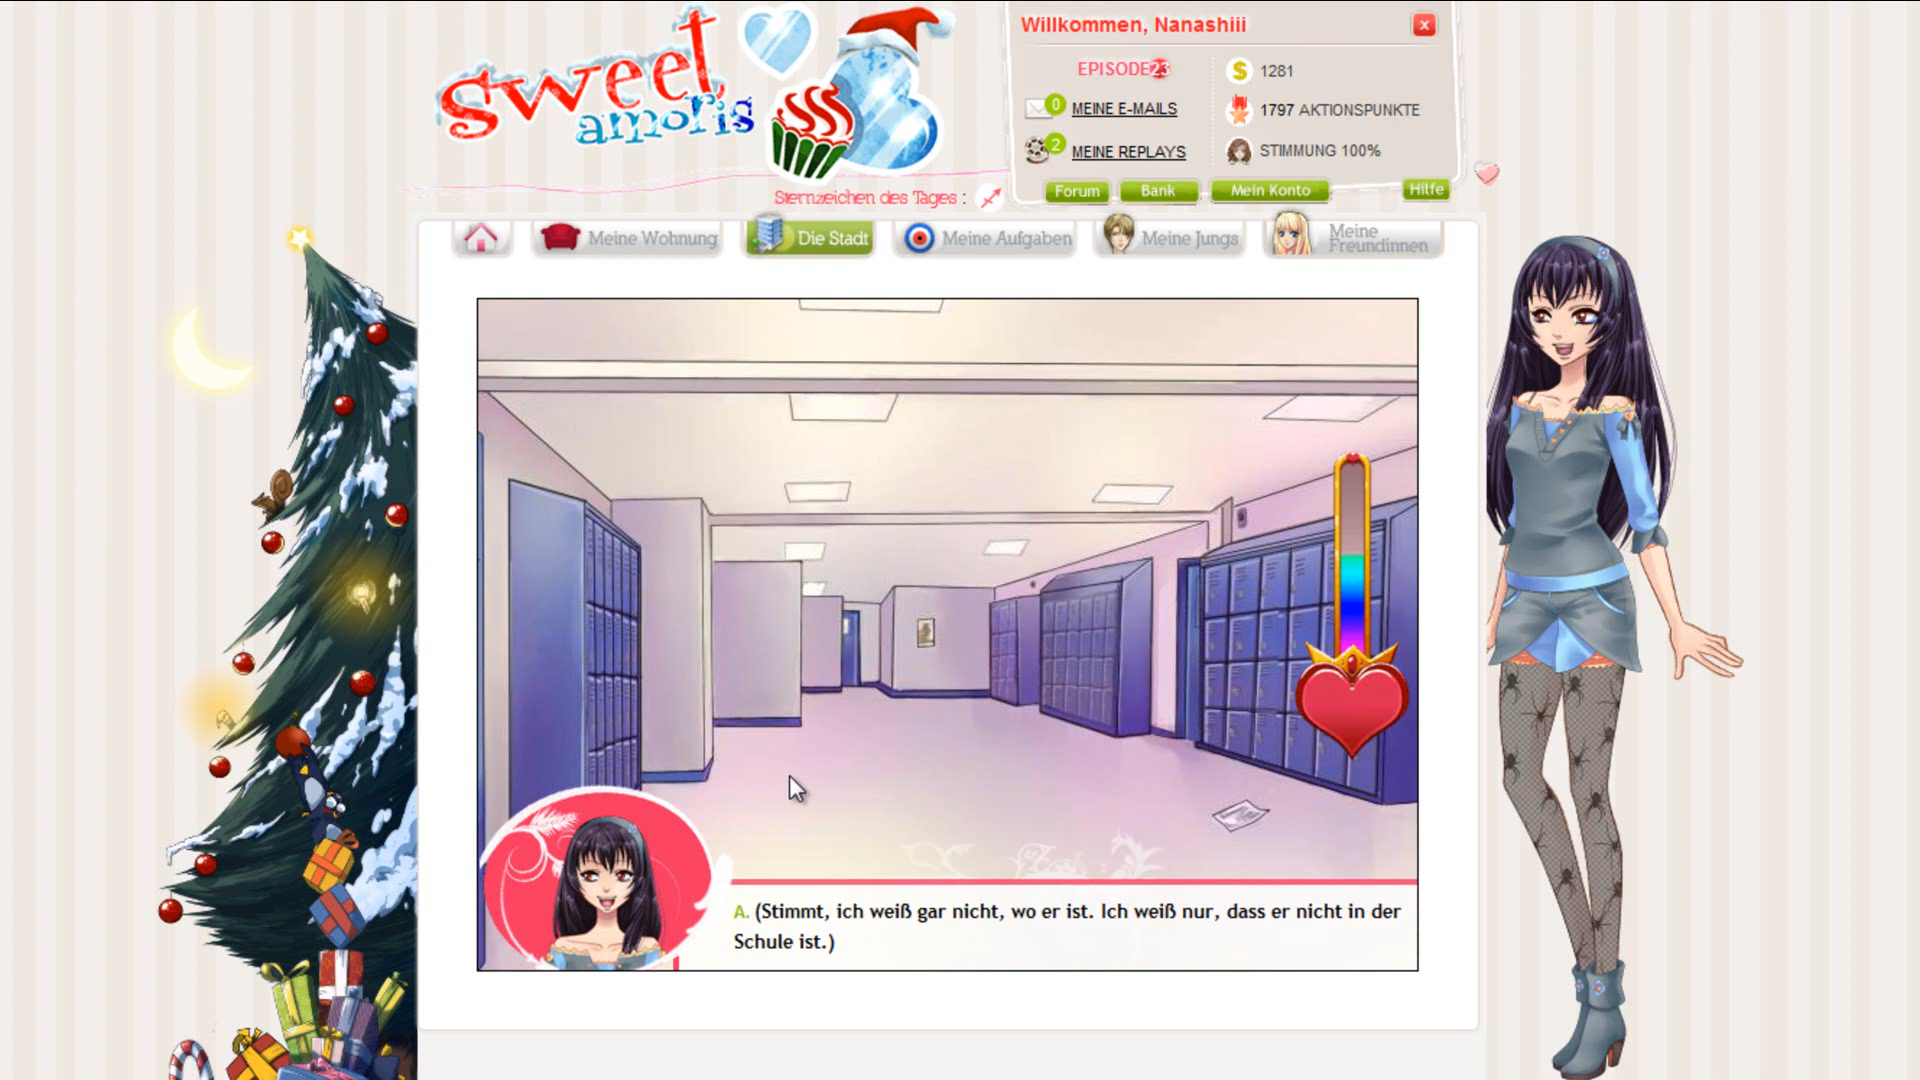 sweet
amoris
Willkommen, Nanashiii
x
EPISODE 23
$ 1281
0 MEINE E-MAILS
1797 AKTIONSPUNKTE
2 MEINE REPLAYS
STIMMUNG 100%
Sternzeichen des Tages :
Forum
Bank
Mein Konto
Hilfe
Meine Wohnung
Die Stadt
Meine Aufgaben
Meine Jungs
Meine
Freundinnen
A. (Stimmt, ich weiß gar nicht, wo er ist. Ich weiß nur, dass er nicht in der
Schule ist.)